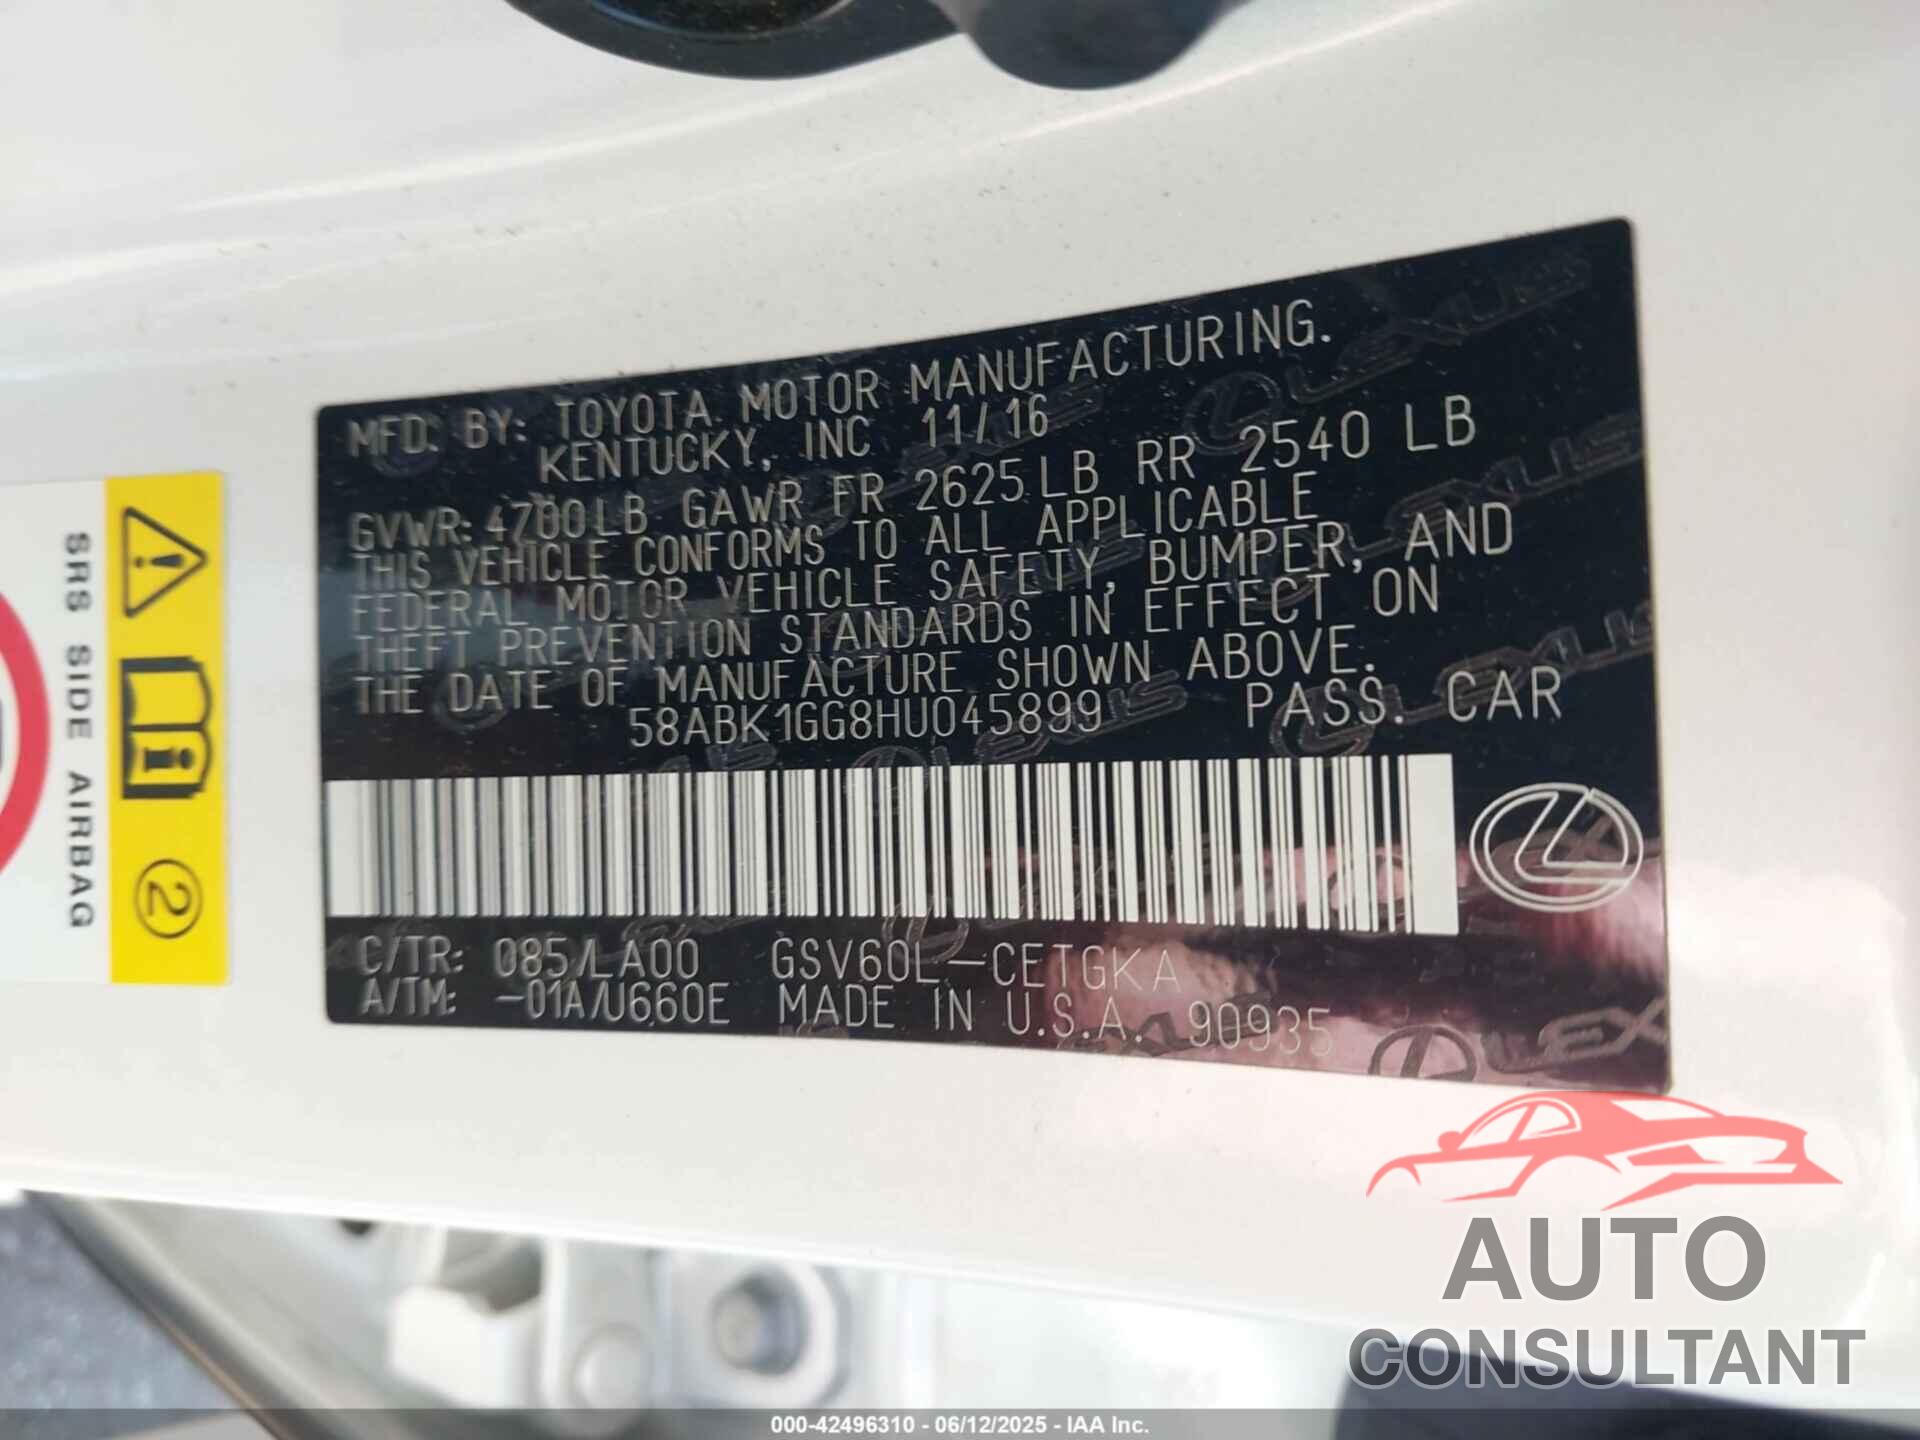 MFD. BY: TOYOTA MOTOR MANUFACTURING.
KENTUCKY, INC 11/16
GVWR: 4700LB GAWR FR 2625LB RR 2540 LB
THIS VEHICLE CONFORMS TO ALL APPLICABLE
FEDERAL MOTOR VEHICLE SAFETY, BUMPER, AND
THEFT PREVENTION STANDARDS IN EFFECT ON
THE DATE OF MANUFACTURE SHOWN ABOVE.
58ABK1GG8HU045899 PASS. CAR
C/TR: 085/LA00 GSV60L-CETGKA
A/TM: -01A/U660E MADE IN U.S.A. 90935
SRS SIDE AIRBAG
2
LEXUS
AUTO
CONSULTANT
000-42496310 - 06/12/2025 - IAA Inc.